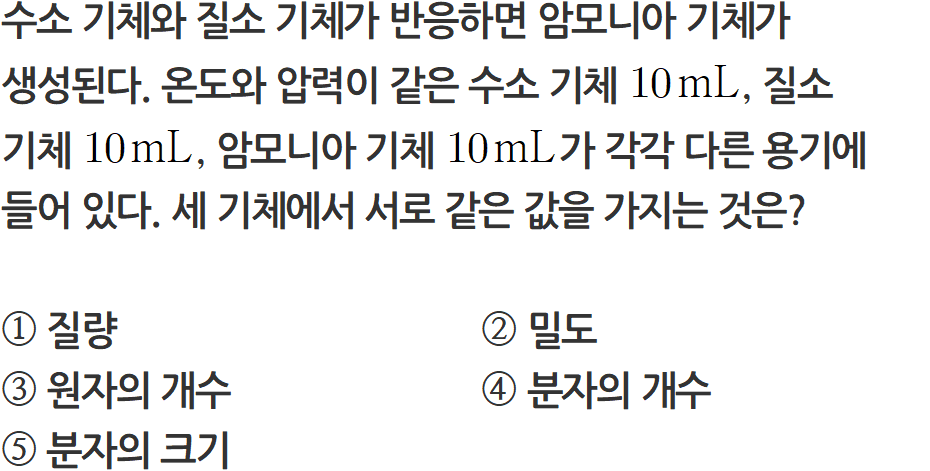 수소 기체와 질소 기체가 반응하면 암모니아 기체가
생성된다. 온도와 압력이 같은 수소 기체 10 mL, 질소
기체 10 mL, 암모니아 기체 10 mL가 각각 다른 용기에
들어 있다. 세 기체에서 서로 같은 값을 가지는 것은?
① 질량 ② 밀도
③ 원자의 개수 ④ 분자의 개수
⑤ 분자의 크기